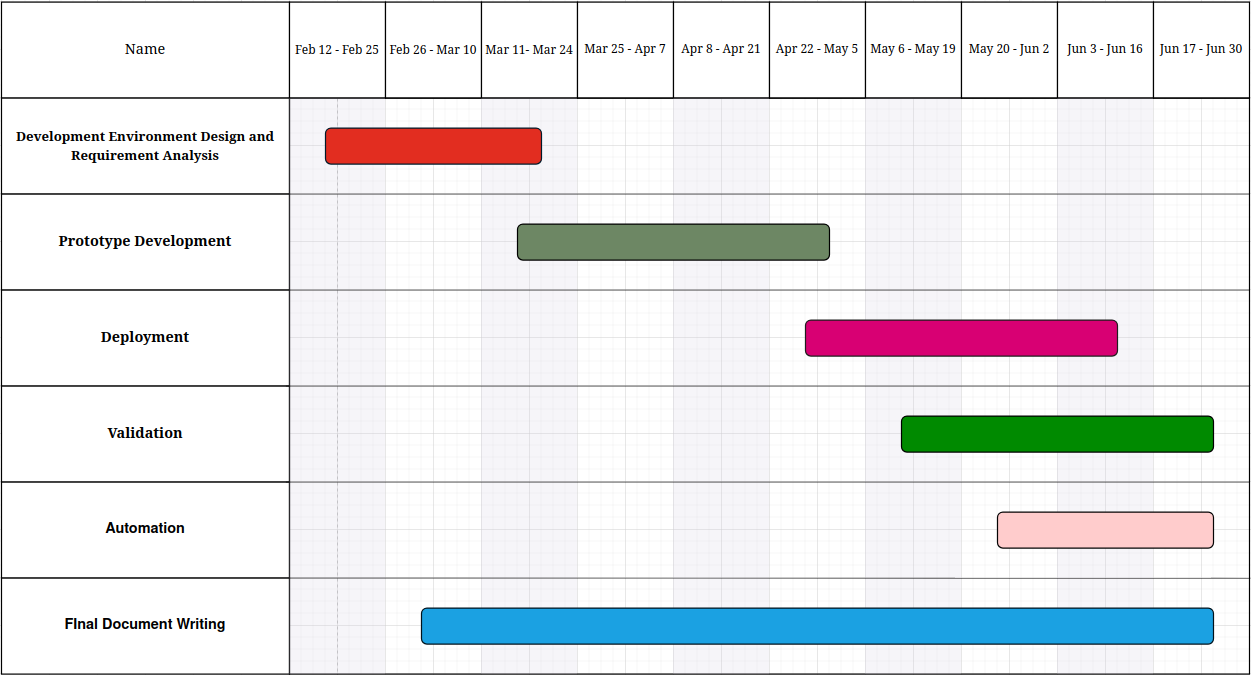 Name
Feb 12 - Feb 25
Feb 26 - Mar 10
Mar 11- Mar 24
Mar 25 - Apr 7
Apr 8 - Apr 21
Apr 22 - May 5
May 6 - May 19
May 20 - Jun 2
Jun 3 - Jun 16
Jun 17 - Jun 30
Development Environment Design and
Requirement Analysis
Prototype Development
Deployment
Validation
Automation
FInal Document Writing